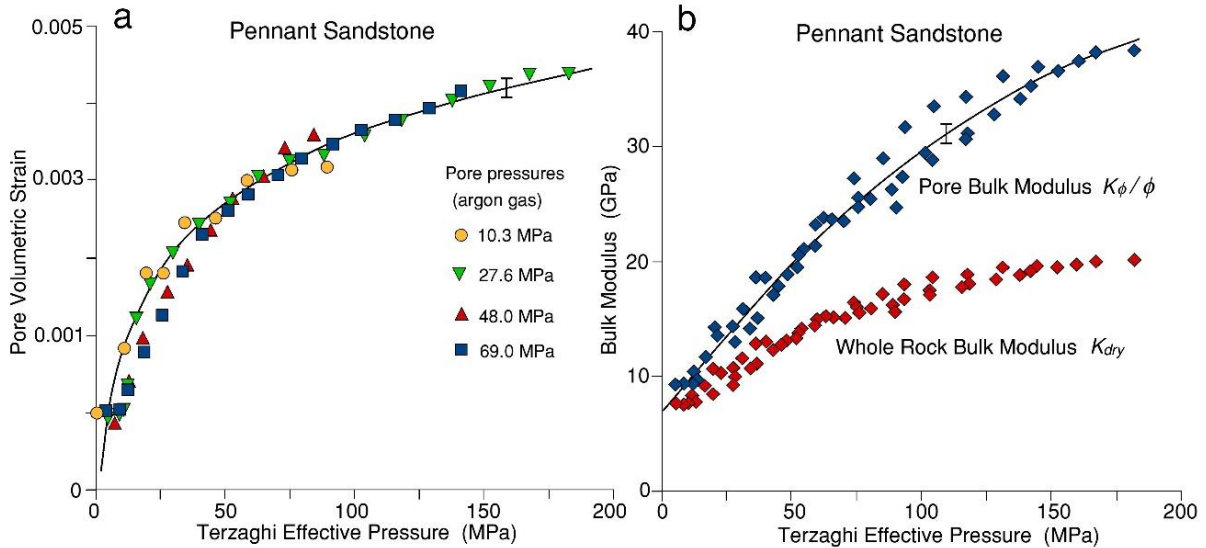 a
Pennant Sandstone
0.005
0.003
0.001
0
Pore Volumetric Strain
Pore pressures
(argon gas)
10.3 MPa
27.6 MPa
48.0 MPa
69.0 MPa
0 50 100 150 200
Terzaghi Effective Pressure (MPa)
b
Pennant Sandstone
40
30
20
10
0
Bulk Modulus (GPa)
Pore Bulk Modulus Kϕ/ϕ
Whole Rock Bulk Modulus Kdry
0 50 100 150 200
Terzaghi Effective Pressure (MPa)